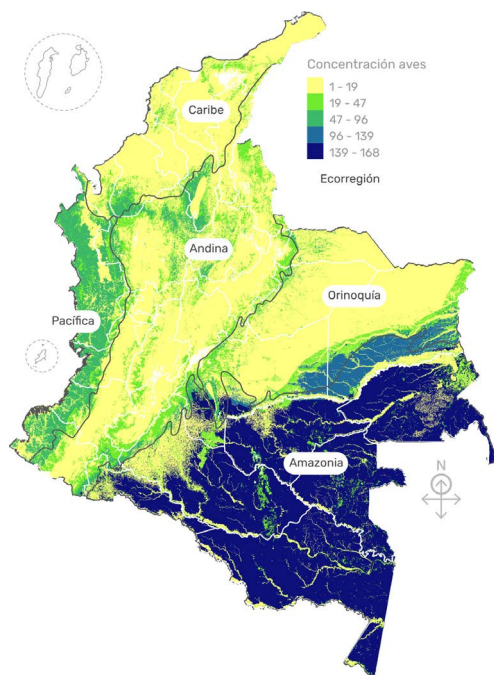 Concentración aves
1 - 19
19 - 47
47 - 96
96 - 139
139 - 168
Ecorregión
Caribe
Andina
Orinoquía
Pacífica
Amazonia
N